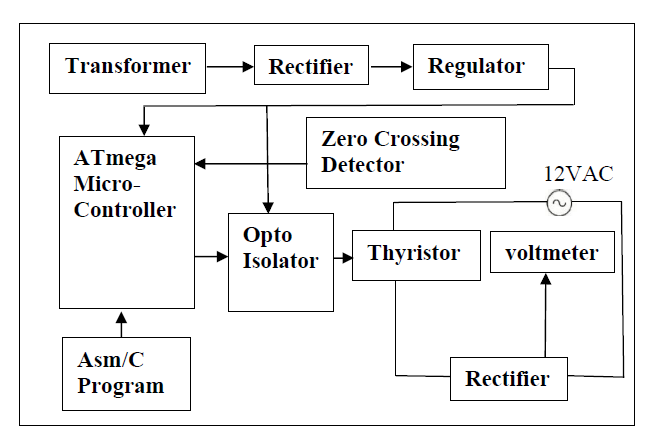 Transformer
Rectifier
Regulator
Zero Crossing
Detector
ATmega
Micro-
Controller
12VAC
Opto
Isolator
Thyristor
voltmeter
Asm/C
Program
Rectifier